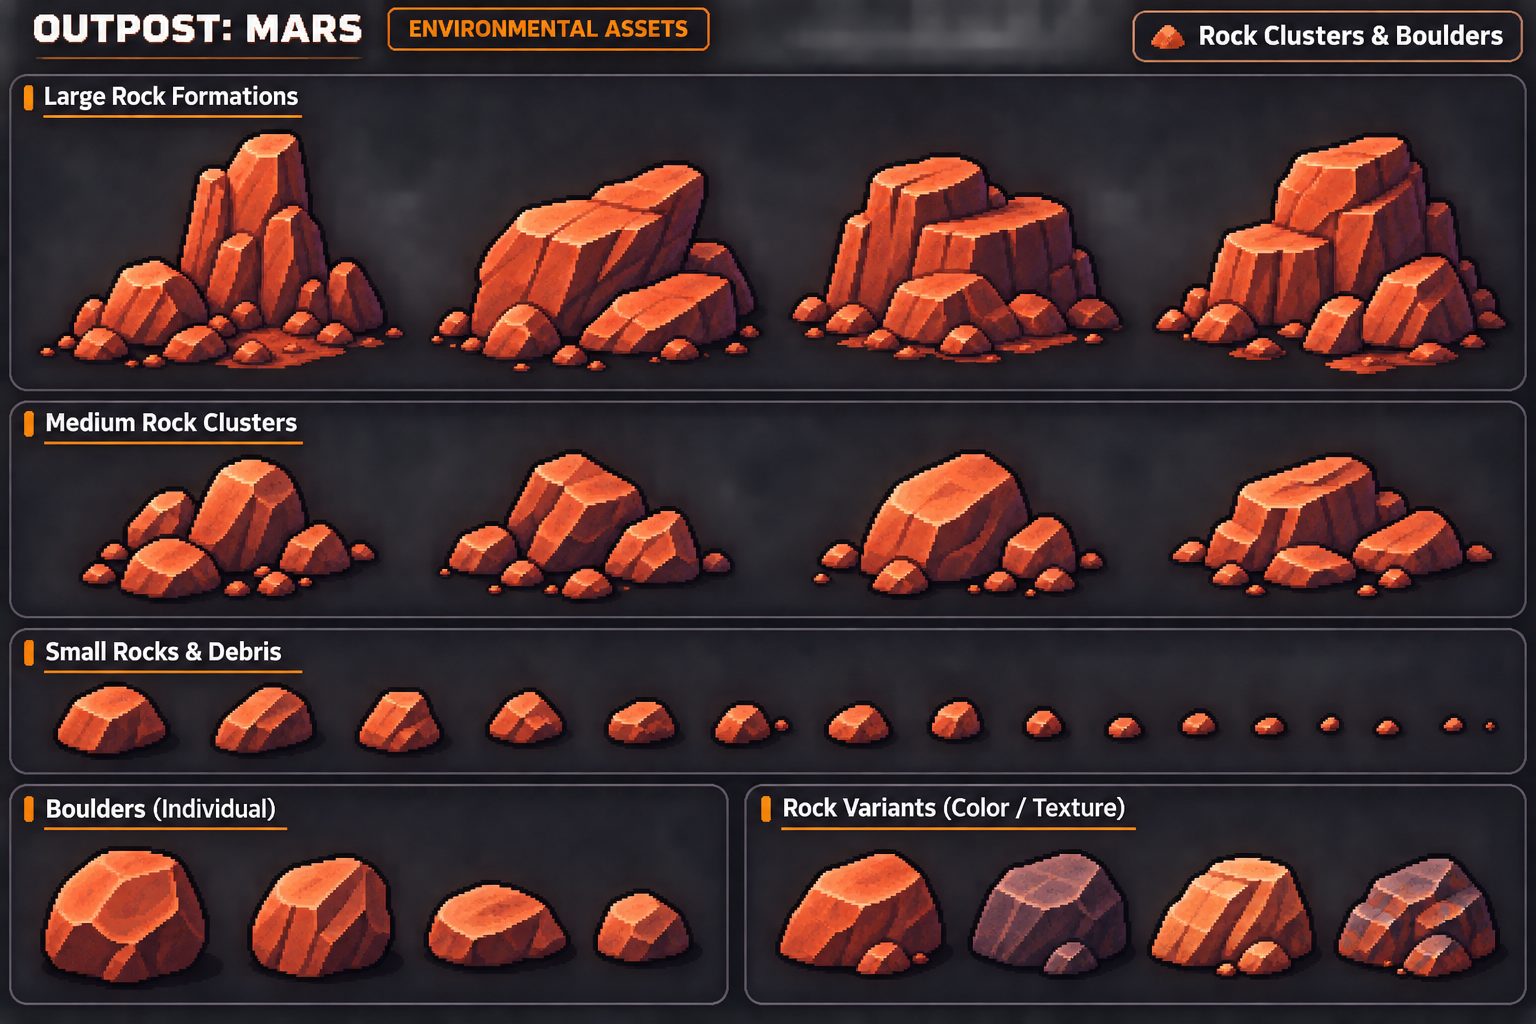 OUTPOST: MARS
ENVIRONMENTAL ASSETS
Rock Clusters & Boulders
Large Rock Formations
Medium Rock Clusters
Small Rocks & Debris
Boulders (Individual)
Rock Variants (Color / Texture)